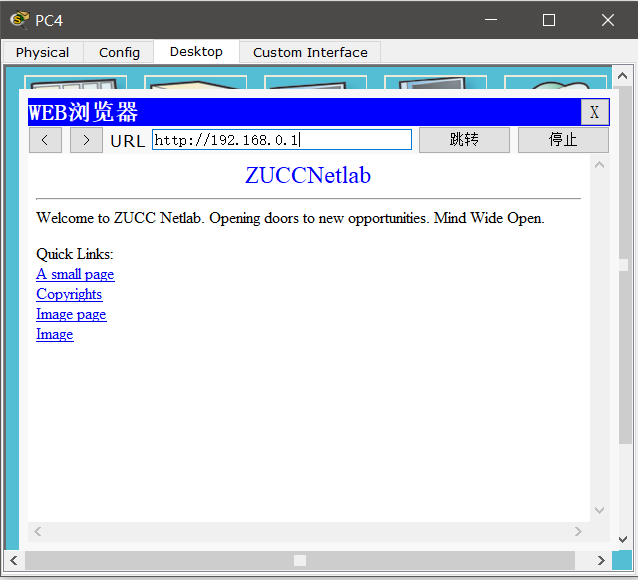 PC4
Physical Config Desktop Custom Interface
WEB浏览器 X
< > URL http://192.168.0.1 跳转 停止
ZUCCNetlab
Welcome to ZUCC Netlab. Opening doors to new opportunities. Mind Wide Open.
Quick Links:
A small page
Copyrights
Image page
Image